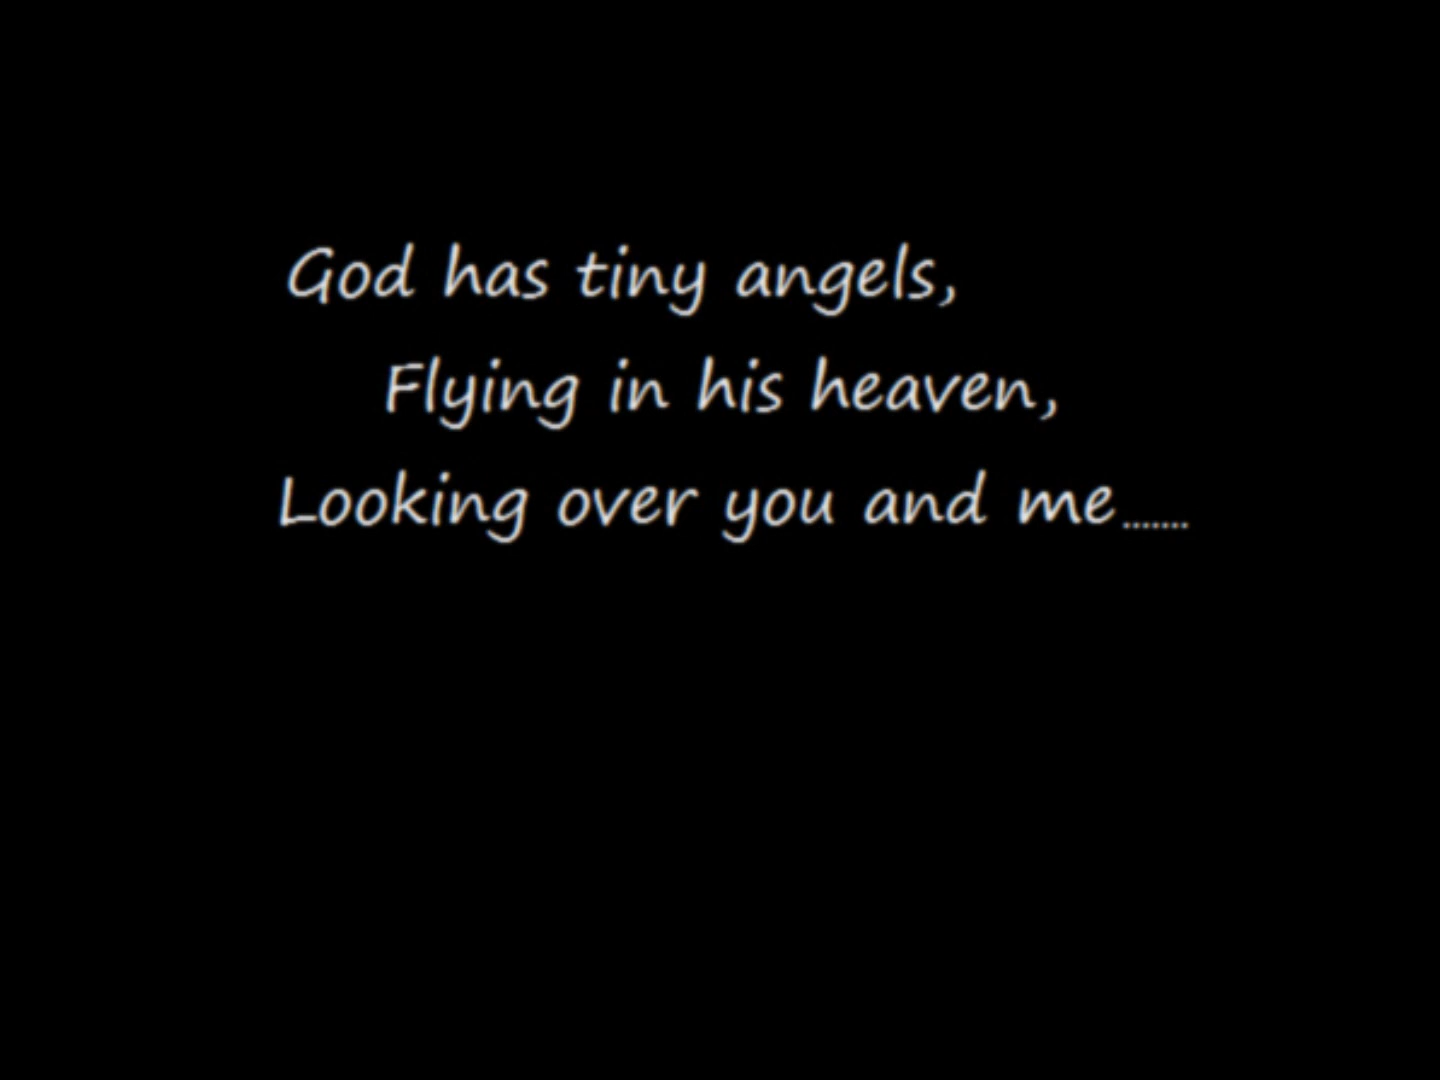 God has tiny angels,
Flying in his heaven,
Looking over you and me.......